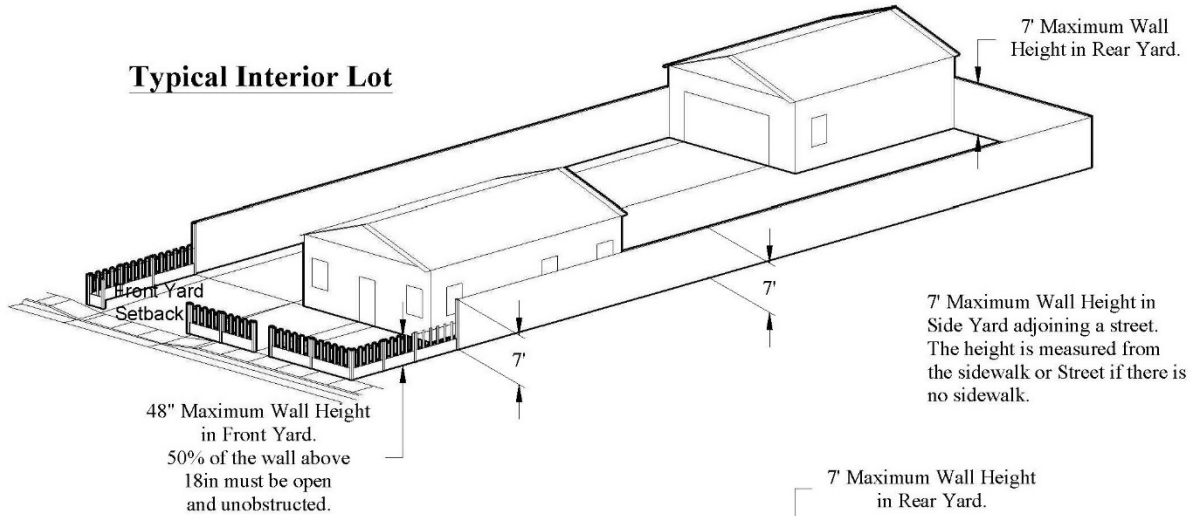 Typical Interior Lot
7' Maximum Wall
Height in Rear Yard.
Front Yard
Setback
7'
7'
7' Maximum Wall Height in
Side Yard adjoining a street.
The height is measured from
the sidewalk or Street if there is
no sidewalk.
48" Maximum Wall Height
in Front Yard.
50% of the wall above
18in must be open
and unobstructed.
7' Maximum Wall Height
in Rear Yard.